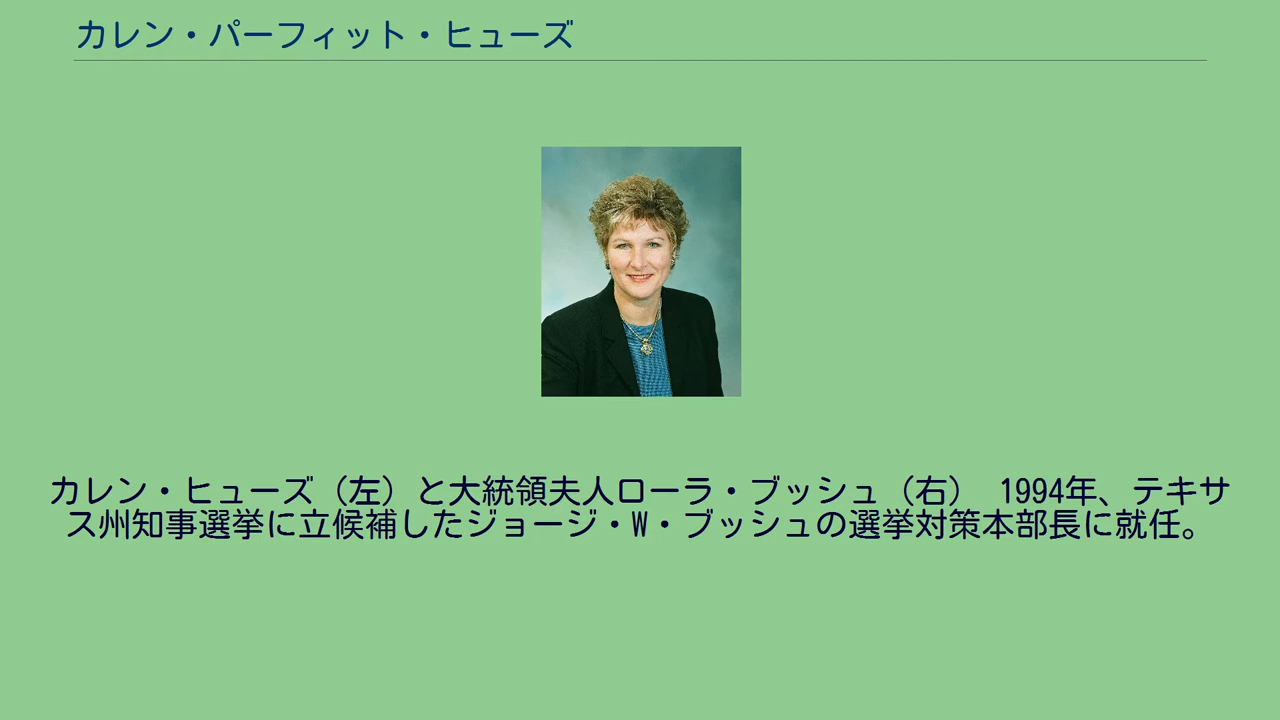 カレン・パーフィット・ヒューズ
カレン・ヒューズ（左）と大統領夫人ローラ・ブッシュ（右） 1994年、テキサ
ス州知事選挙に立候補したジョージ・W・ブッシュの選挙対策本部長に就任。